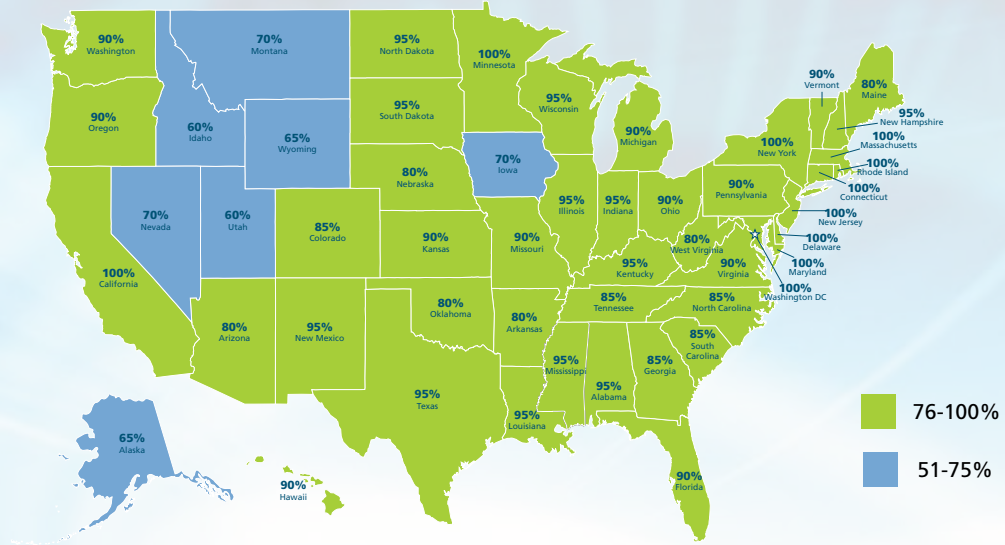 90%
Washington
70%
Montana
95%
North Dakota
100%
Minnesota
90%
Oregon
60%
Idaho
65%
Wyoming
95%
South Dakota
95%
Wisconsin
90%
Michigan
90%
Vermont
80%
Maine
95%
New Hampshire
100%
Massachusetts
100%
New York
100%
Rhode Island
100%
Connecticut
70%
Iowa
80%
Nebraska
90%
Pennsylvania
100%
New Jersey
70%
Nevada
60%
Utah
85%
Colorado
90%
Kansas
90%
Missouri
95%
Illinois
95%
Indiana
90%
Ohio
80%
West Virginia
90%
Virginia
100%
Delaware
100%
Maryland
100%
Washington DC
100%
California
95%
Kentucky
85%
Tennessee
85%
North Carolina
80%
Arizona
95%
New Mexico
80%
Oklahoma
80%
Arkansas
85%
South
Carolina
95%
Mississippi
95%
Alabama
85%
Georgia
95%
Texas
95%
Louisiana
65%
Alaska
90%
Hawaii
90%
Florida
76-100%
51-75%